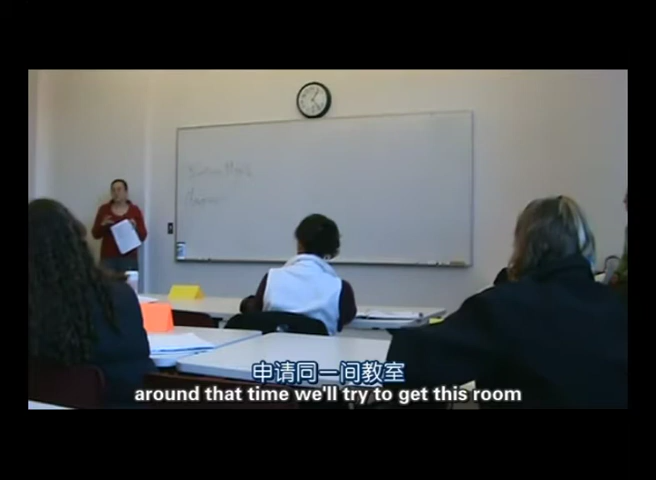 申请同一间教室
around that time we'll try to get this room